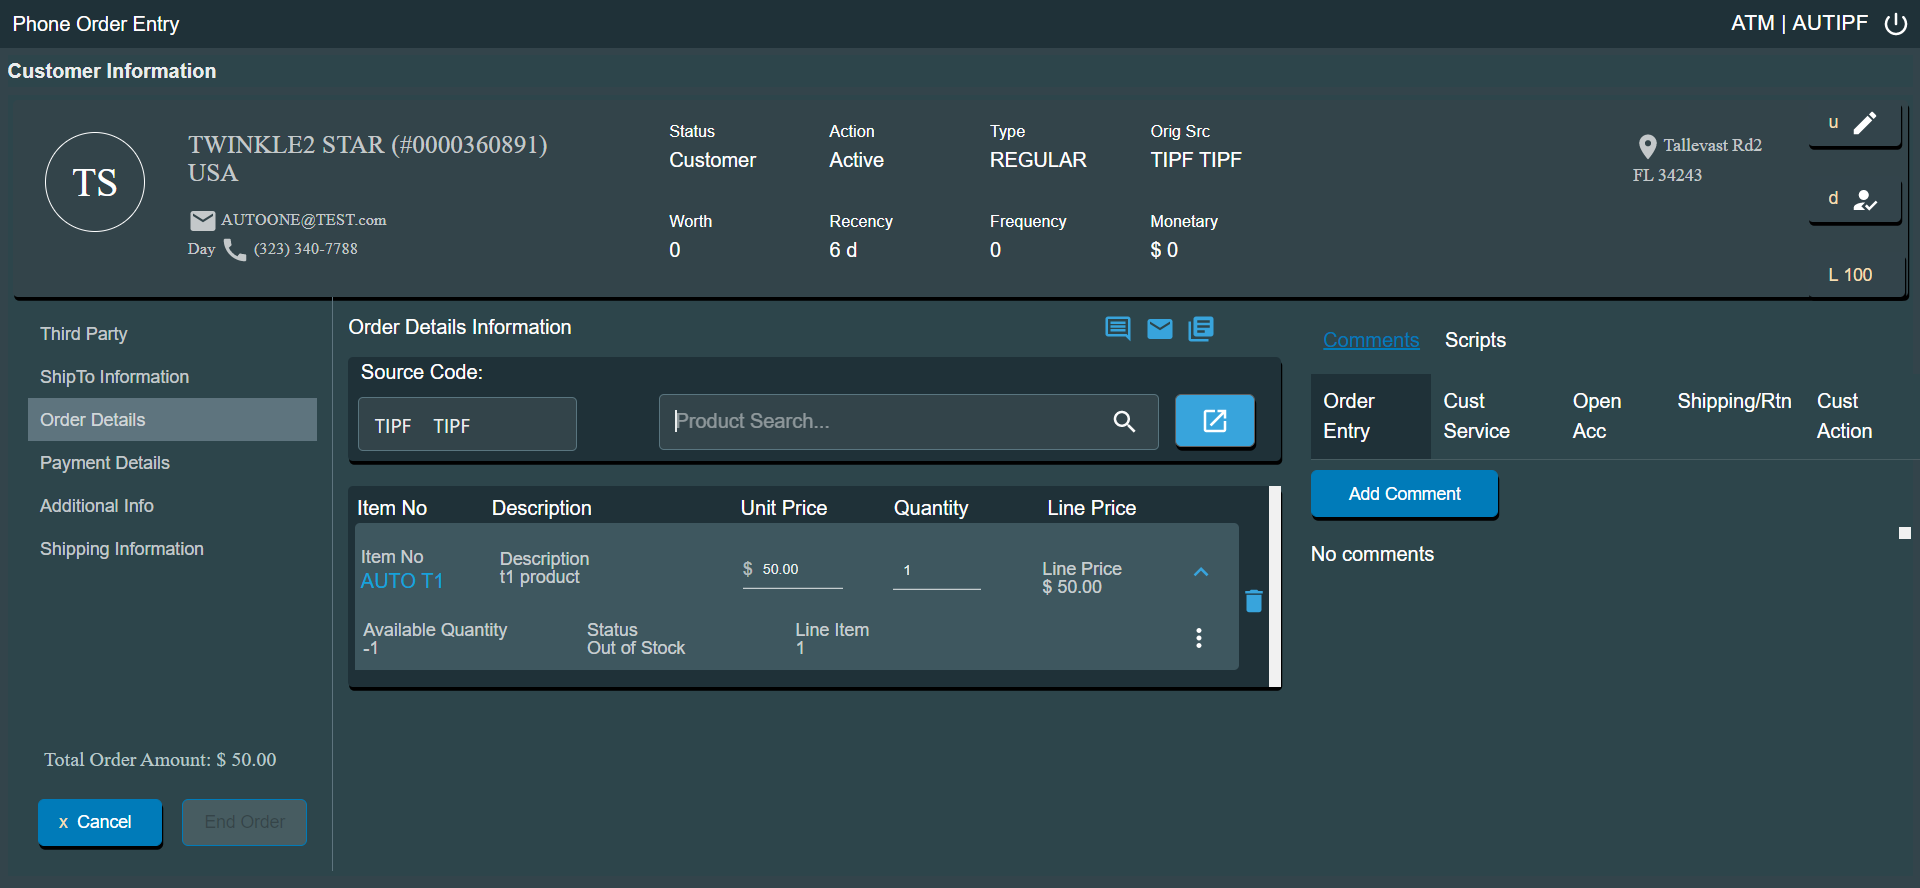 Phone Order Entry
ATM | AUTIPF
Customer Information
TS
TWINKLE2 STAR (#0000360891)
USA
AUTOONE@TEST.com
Day (323) 340-7788
Status
Customer
Action
Active
Type
REGULAR
Orig Src
TIPF TIPF
Worth
0
Recency
6 d
Frequency
0
Monetary
$ 0
Tallevast Rd2
FL 34243
u
d
L 100
Third Party
ShipTo Information
Order Details
Payment Details
Additional Info
Shipping Information
Total Order Amount: $ 50.00
x Cancel
End Order
Order Details Information
Source Code:
TIPF TIPF
Product Search...
Item No Description Unit Price Quantity Line Price
Item No
AUTO T1
Description
t1 product
$ 50.00
1
Line Price
$ 50.00
Available Quantity
-1
Status
Out of Stock
Line Item
1
Comments Scripts
Order
Entry
Cust
Service
Open
Acc
Shipping/Rtn
Cust
Action
Add Comment
No comments